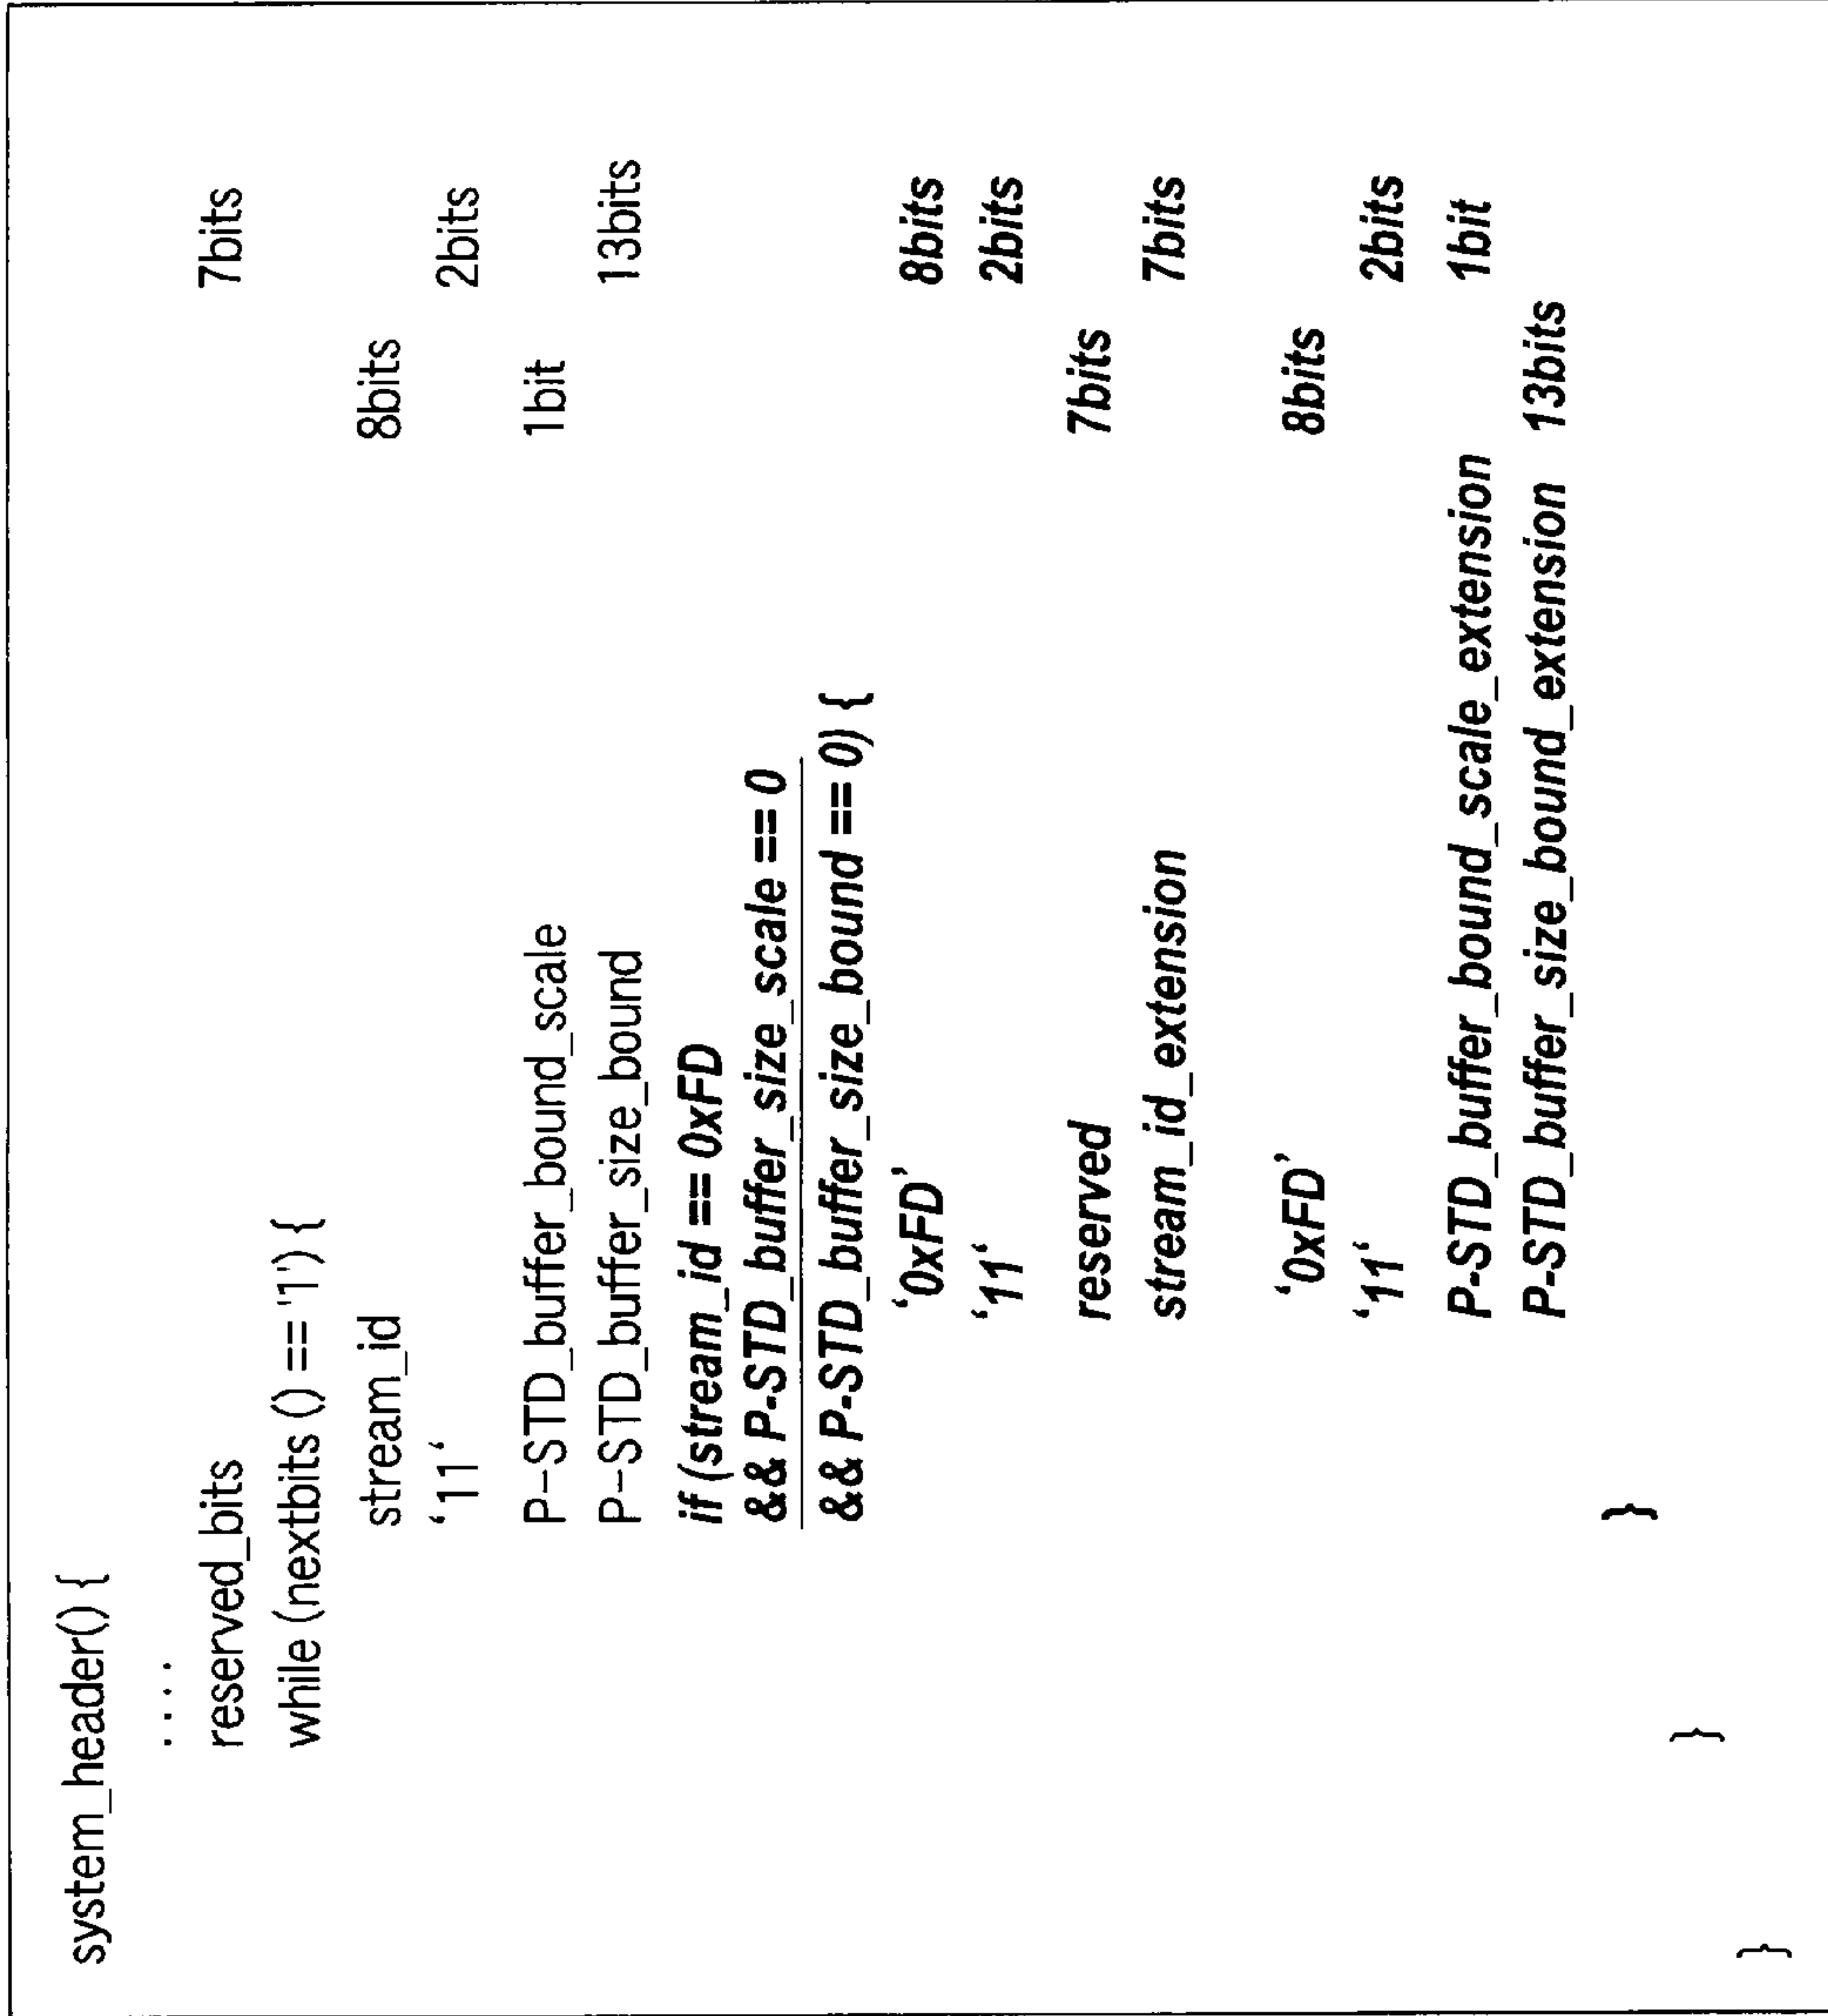 system_header() {
....
reserved_bits 7bits
while (nextbits () == '1') {
stream_id 8bits
‘11‘ 2bits
P-STD_buffer_bound_scale 1bit
P-STD_buffer_size_bound 13bits
if (stream_id == 0xFD
&& P-STD_buffer_size_scale == 0
&& P-STD_buffer_size_bound == 0) {
‘0xFD’ 8bits
‘11‘ 2bits
reserved 7bits
stream_id_extension 7bits
‘0xFD’ 8bits
‘11‘ 2bits
P-STD_buffer_bound_scale_extension 1bit
P-STD_buffer_size_bound_extension 13bits
}
}
}